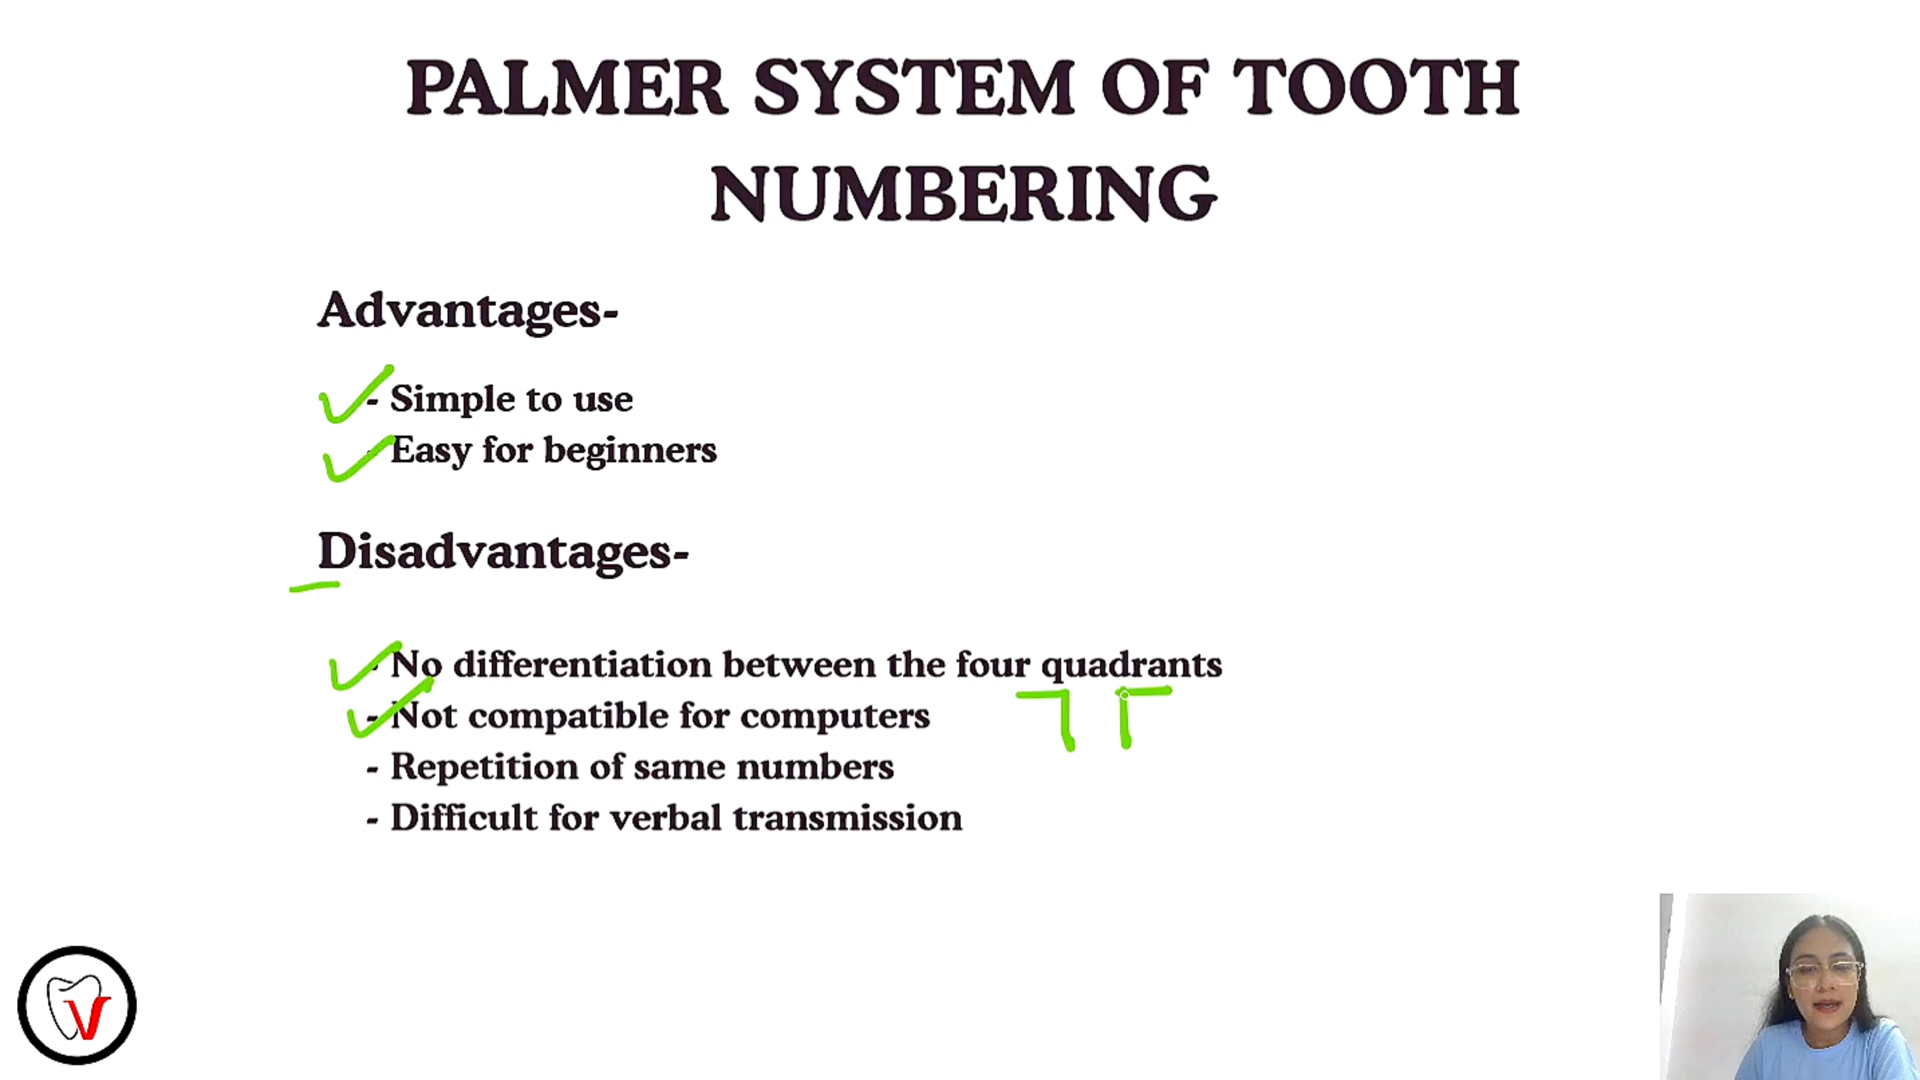 PALMER SYSTEM OF TOOTH
NUMBERING
Advantages-
- Simple to use
- Easy for beginners
Disadvantages-
- No differentiation between the four quadrants
- Not compatible for computers
- Repetition of same numbers
- Difficult for verbal transmission
V